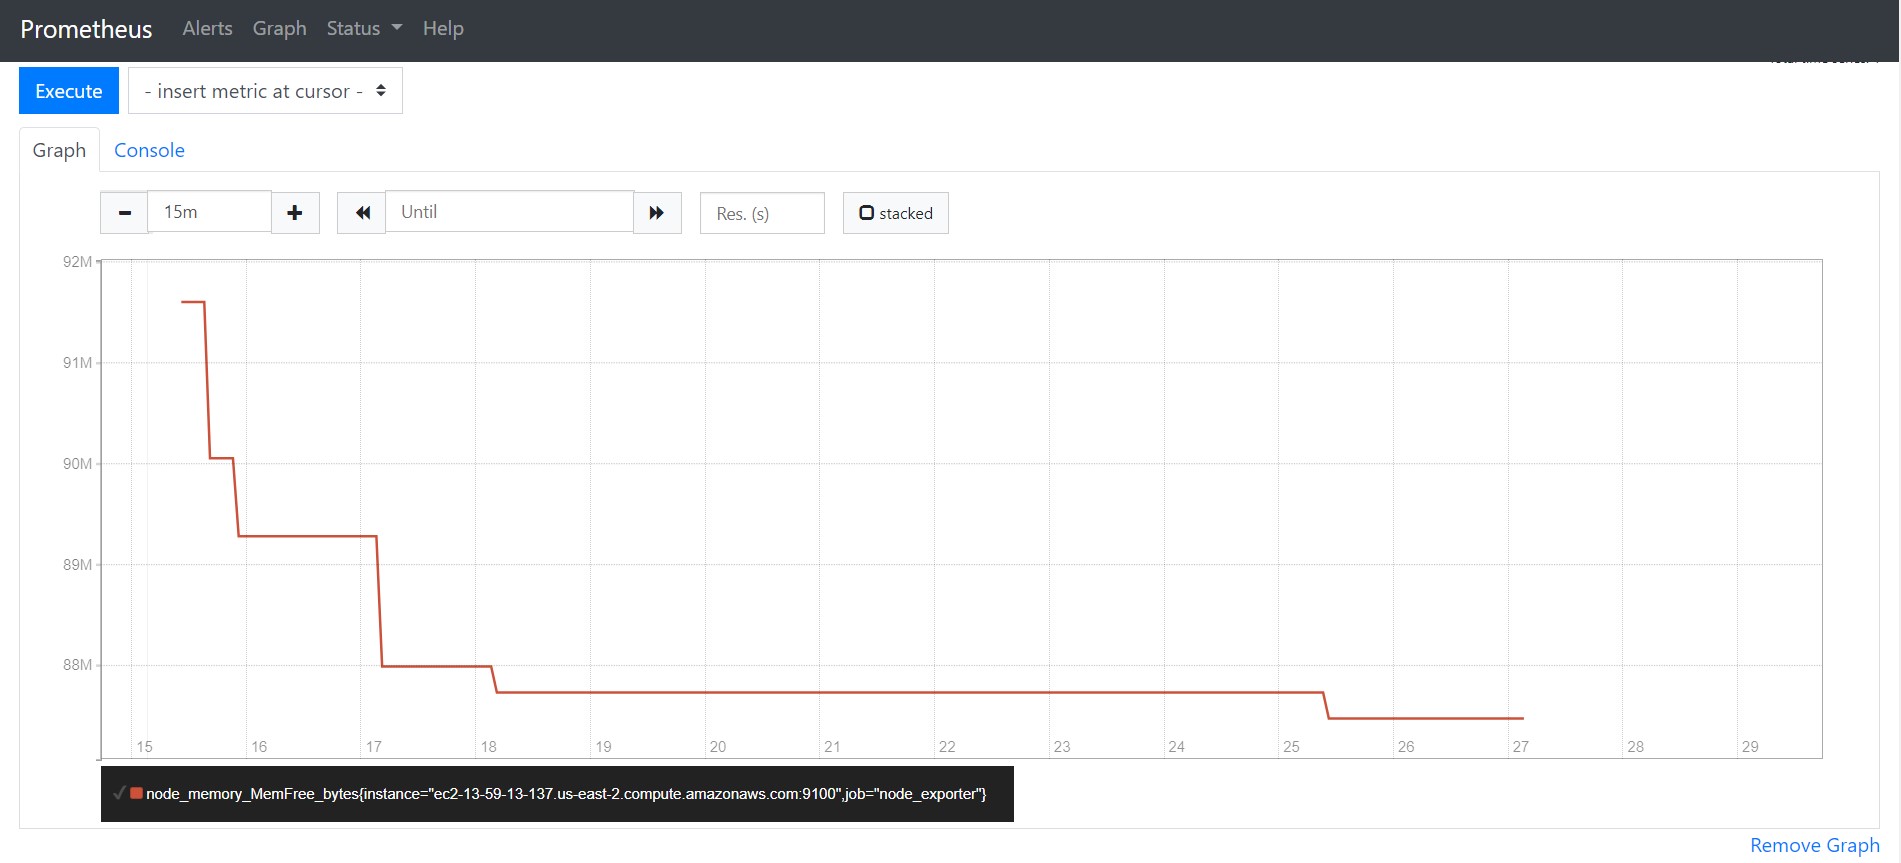 Prometheus Alerts Graph Status Help
Execute - insert metric at cursor -
Graph Console
15m Until Res. (s) stacked
92M
91M
90M
89M
88M
15 16 17 18 19 20 21 22 23 24 25 26 27 28 29
node_memory_MemFree_bytes{instance="ec2-13-59-13-137.us-east-2.compute.amazonaws.com:9100",job="node_exporter"}
Remove Graph